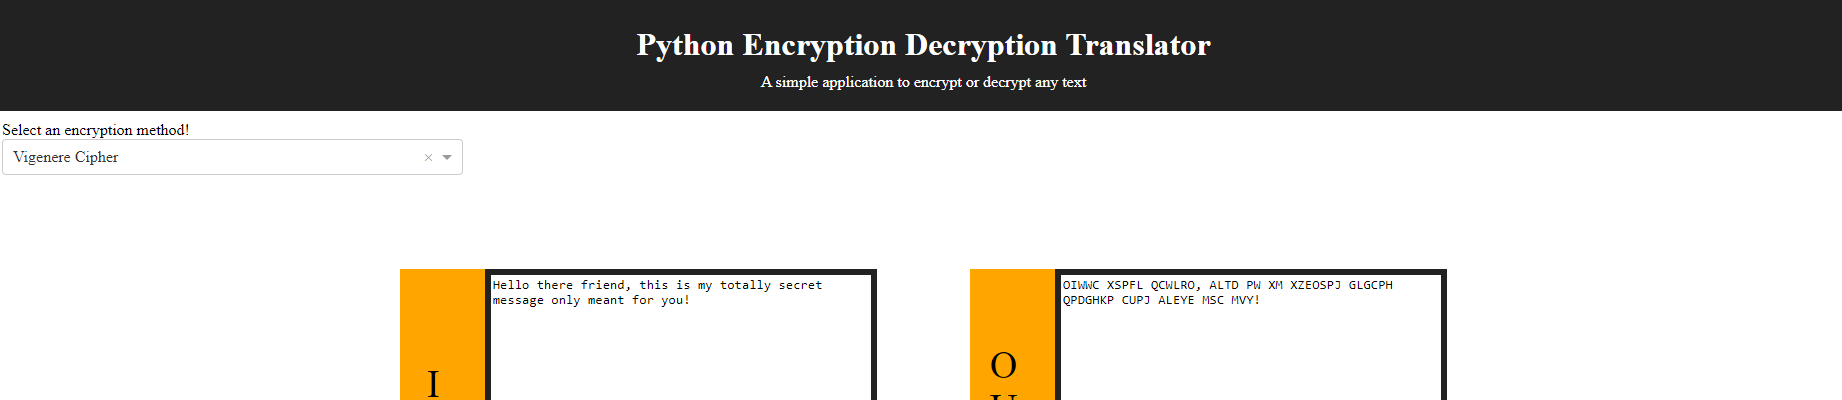 Python Encryption Decryption Translator
A simple application to encrypt or decrypt any text
Select an encryption method!
Vigenere Cipher
Hello there friend, this is my totally secret
message only meant for you!
I
OIWWC XSPFL QCWLRO, ALTD PW XM XZEOSPJ GLGCPH
QPDGHKP CUPJ ALEYE MSC MVY!
O